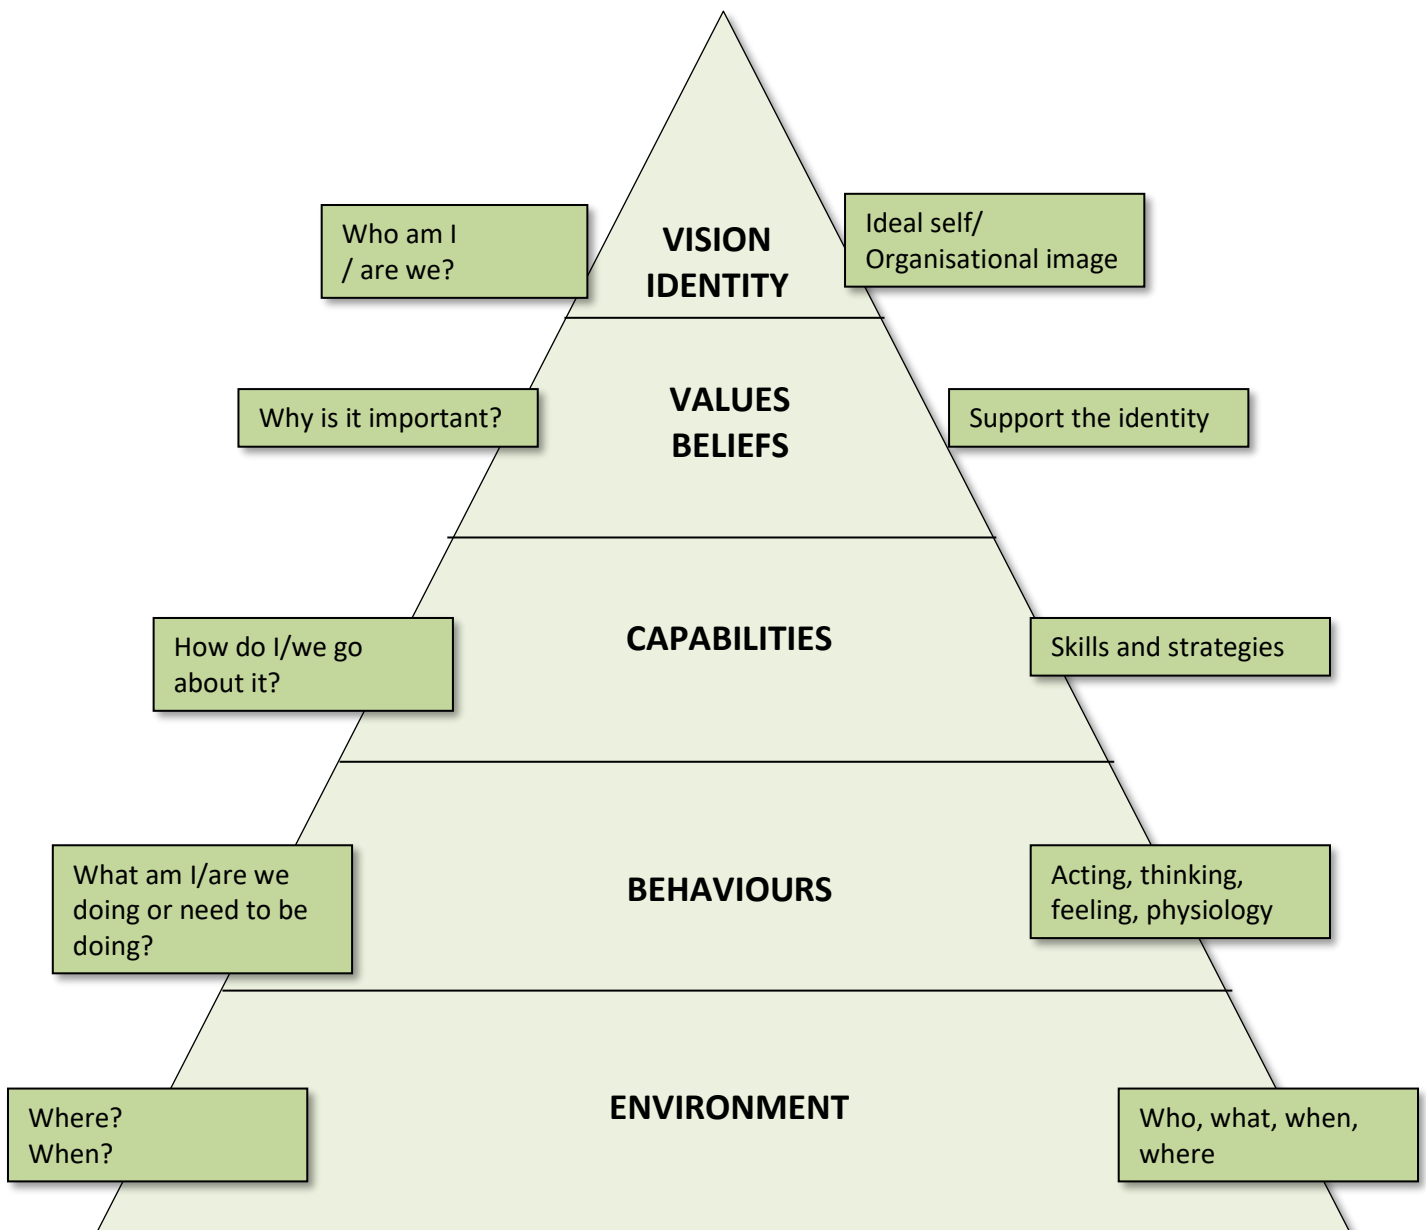 Who am I
/ are we?
VISION
IDENTITY
Ideal self/
Organisational image
Why is it important?
VALUES
BELIEFS
Support the identity
How do I/we go
about it?
CAPABILITIES
Skills and strategies
What am I/are we
doing or need to be
doing?
BEHAVIOURS
Acting, thinking,
feeling, physiology
Where?
When?
ENVIRONMENT
Who, what, when,
where